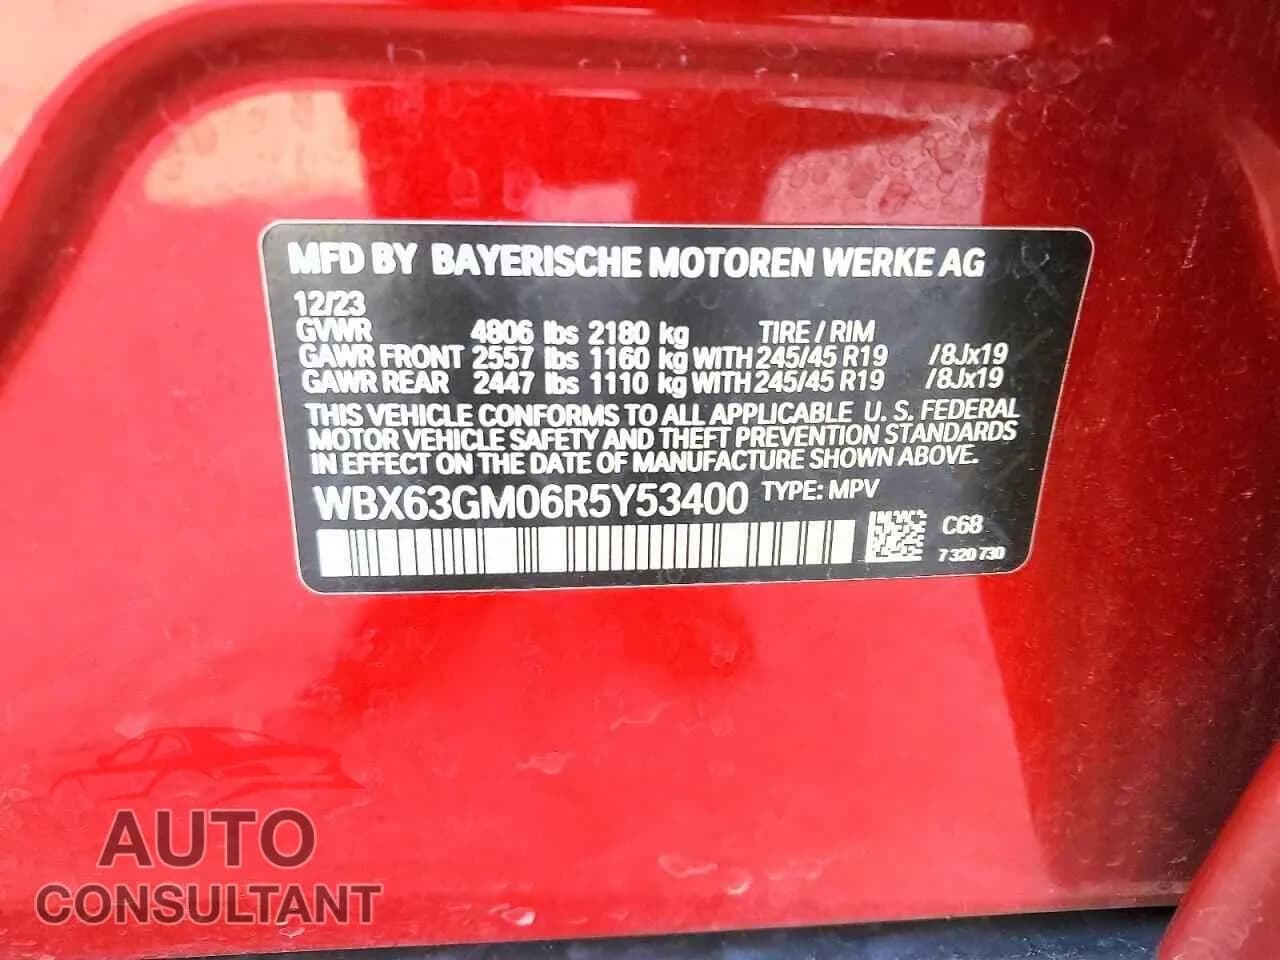 MFD BY BAYERISCHE MOTOREN WERKE AG
12/23
GVWR 4806 lbs 2180 kg TIRE / RIM
GAWR FRONT 2557 lbs 1160 kg WITH 245/45 R19 /8Jx19
GAWR REAR 2447 lbs 1110 kg WITH 245/45 R19 /8Jx19
THIS VEHICLE CONFORMS TO ALL APPLICABLE U. S. FEDERAL
MOTOR VEHICLE SAFETY AND THEFT PREVENTION STANDARDS
IN EFFECT ON THE DATE OF MANUFACTURE SHOWN ABOVE.
WBX63GM06R5Y53400 TYPE: MPV
C68
7 320 730
AUTO
CONSULTANT